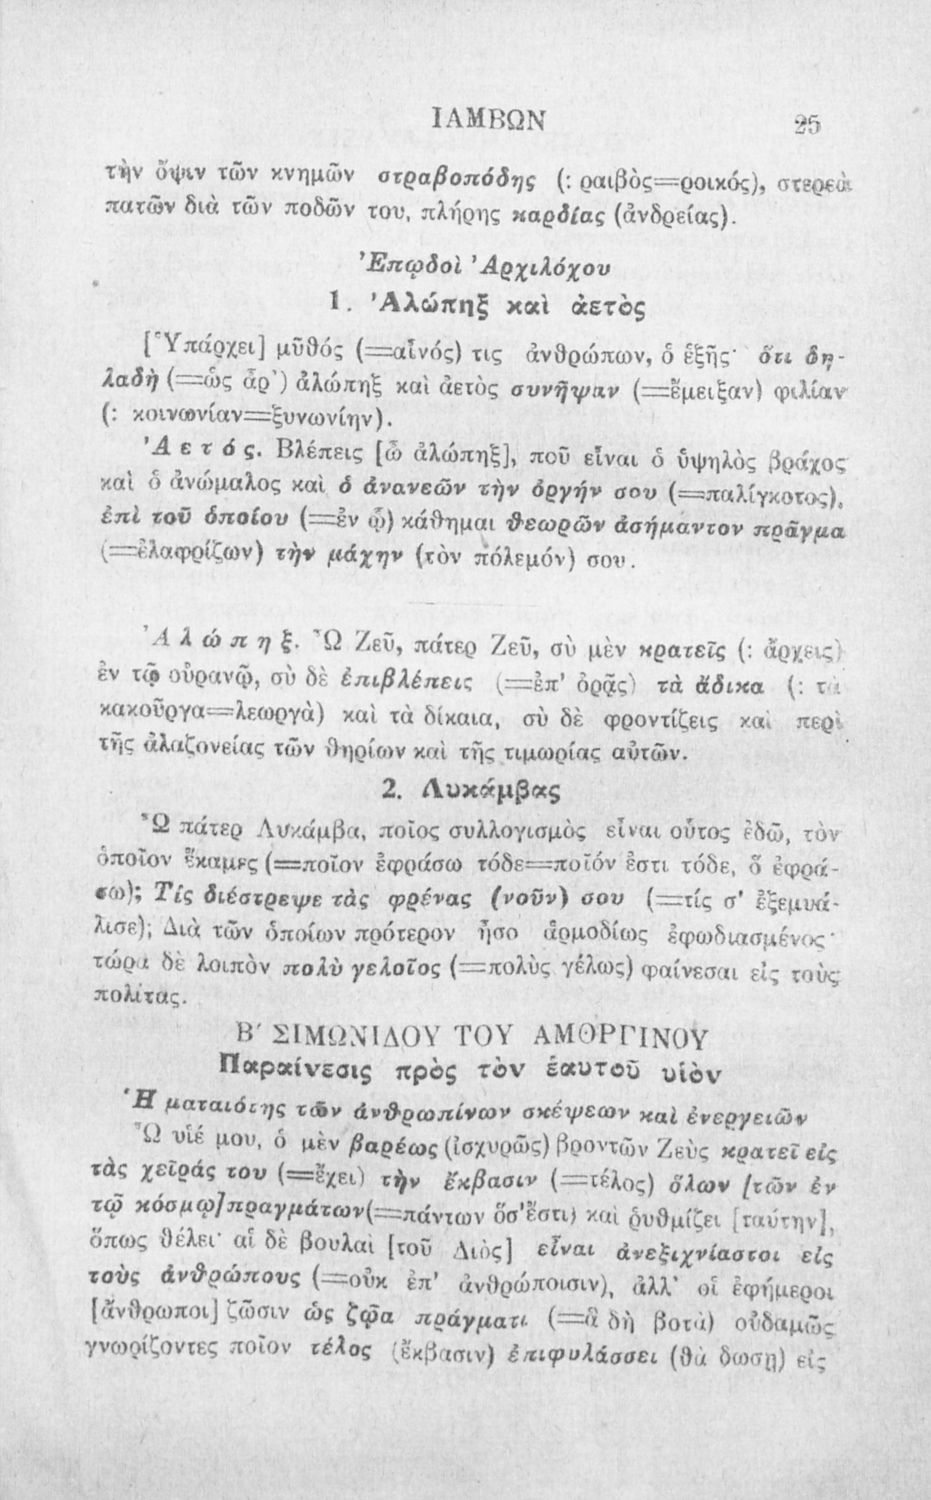 ΙΑΜΒΩΝ 25
τὴν ὄψιν τῶν κνημῶν στραβοπόδης (: ραιβὸς=ροικός), στερεὰ
πατῶν διὰ τῶν ποδῶν του, πλήρης καρδίας (ἀνδρείας).
Ἐπῳδοὶ Ἀρχιλόχου
1. Ἀλώπηξ καὶ ἀετὸς
[Ὑπάρχει] μῦθός (=αἶνός) τις ἀνθρώπων, ὁ ἑξῆς· ὅτι δη-
λαδὴ (=ὡς ἆρ') ἀλώπηξ καὶ ἀετὸς συνῆψαν (=ἔμειξαν) φιλίαν
(: κοινωνίαν=ξυνωνίην).
Ἀετός. Βλέπεις [ὦ ἀλώπηξ], ποῦ εἶναι ὁ ὑψηλὸς βράχος
καὶ ὁ ἀνώμαλος καὶ ὁ ἀνανεῶν τὴν ὀργήν σου (=παλίγκοτος),
ἐπὶ τοῦ ὁποίου (=ἐν ᾧ) κάθημαι θεωρῶν ἀσήμαντον πρᾶγμα
(=ἐλαφρίζων) τὴν μάχην (τὸν πόλεμόν) σου.
Ἀλώπηξ. Ὦ Ζεῦ, πάτερ Ζεῦ, σὺ μὲν κρατεῖς (: ἄρχεις)
ἐν τῷ οὐρανῷ, σὺ δὲ ἐπιβλέπεις (=ἐπ' ὁρᾷς) τὰ ἄδικα (: τὰ
κακοῦργα=λεωργὰ) καὶ τὰ δίκαια, σὺ δὲ φροντίζεις καὶ περὶ
τῆς ἀλαζονείας τῶν θηρίων καὶ τῆς τιμωρίας αὐτῶν.
2. Λυκάμβας
Ὦ πάτερ Λυκάμβα, ποῖος συλλογισμὸς εἶναι οὗτος ἐδῶ, τὸν
ὁποῖον ἔκαμες (=ποῖον ἐφράσω τόδε=ποῖόν ἐστι τόδε, ὅ ἐφρά-
σω); Τίς διέστρεψε τὰς φρένας (νοῦν) σου (=τίς σ' ἐξεμυά-
λισε); Διὰ τῶν ὁποίων πρότερον ἦσο ἁρμοδίως ἐφωδιασμένος·
τώρα δὲ λοιπὸν πολὺ γελοῖος (=πολὺς γέλως) φαίνεσαι εἰς τοὺς
πολίτας.
Β′ ΣΙΜΩΝΙΔΟΥ ΤΟΥ ΑΜΟΡΓΙΝΟΥ
Παραίνεσις πρὸς τὸν ἑαυτοῦ υἱὸν
Ἡ ματαιότης τῶν ἀνθρωπίνων σκέψεων καὶ ἐνεργειῶν
Ὦ υἱέ μου, ὁ μὲν βαρέως (ἰσχυρῶς) βροντῶν Ζεὺς κρατεῖ εἰς
τὰς χεῖράς του (=ἔχει) τὴν ἔκβασιν (=τέλος) ὅλων [τῶν ἐν
τῷ κόσμῳ] πραγμάτων (=πάντων ὅσ' ἔστι) καὶ ῥυθμίζει [ταύτην],
ὅπως θέλει· αἱ δὲ βουλαὶ [τοῦ Διὸς] εἶναι ἀνεξιχνίαστοι εἰς
τοὺς ἀνθρώπους (=οὐκ ἐπ' ἀνθρώποισιν), ἀλλ' οἱ ἐφήμεροι
[ἄνθρωποι] ζῶσιν ὡς ζῷα πράγματι (=ἃ δὴ βοτὰ) οὐδαμῶς
γνωρίζοντες ποῖον τέλος (ἔκβασιν) ἐπιφυλάσσει (θὰ δωσῃ) εἰς